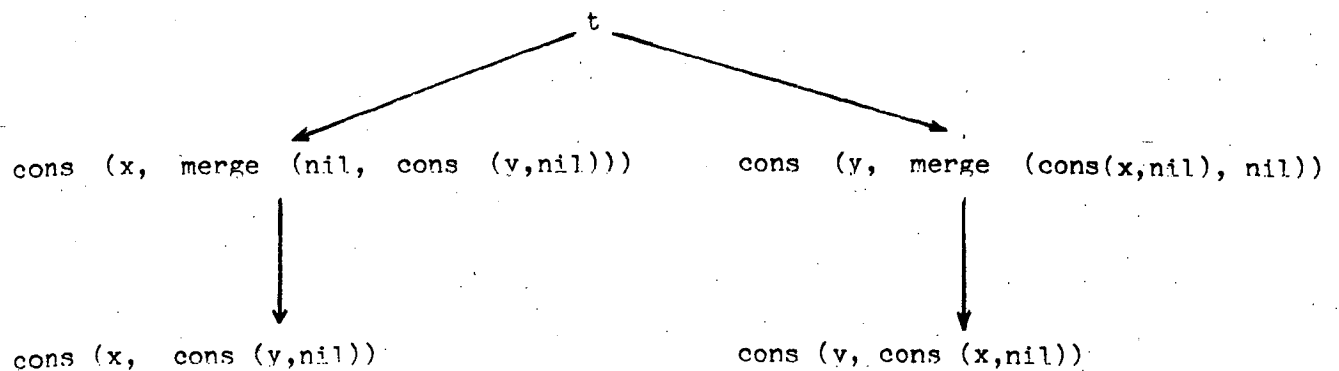 t
cons (x, merge (nil, cons (y,nil))) cons (y, merge (cons(x,nil), nil))
cons (x, cons (y,nil)) cons (y, cons (x,nil))